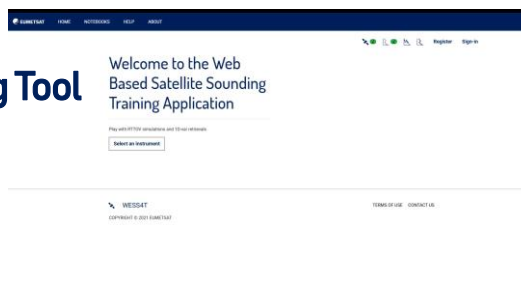 EUMETSAT HOME NOTEBOOKS HELP ABOUT
Register Sign-in
g Tool
Welcome to the Web
Based Satellite Sounding
Training Application
Play with RTTOV simulations and 1D-var retrievals
Select an instrument
WESS4T
TERMS OF USE CONTACT US
COPYRIGHT © 2021 EUMETSAT